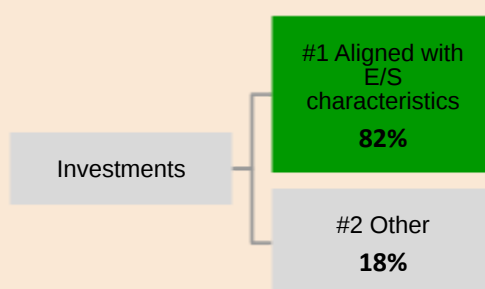 #1 Aligned with
E/S
characteristics
82%
Investments
#2 Other
18%